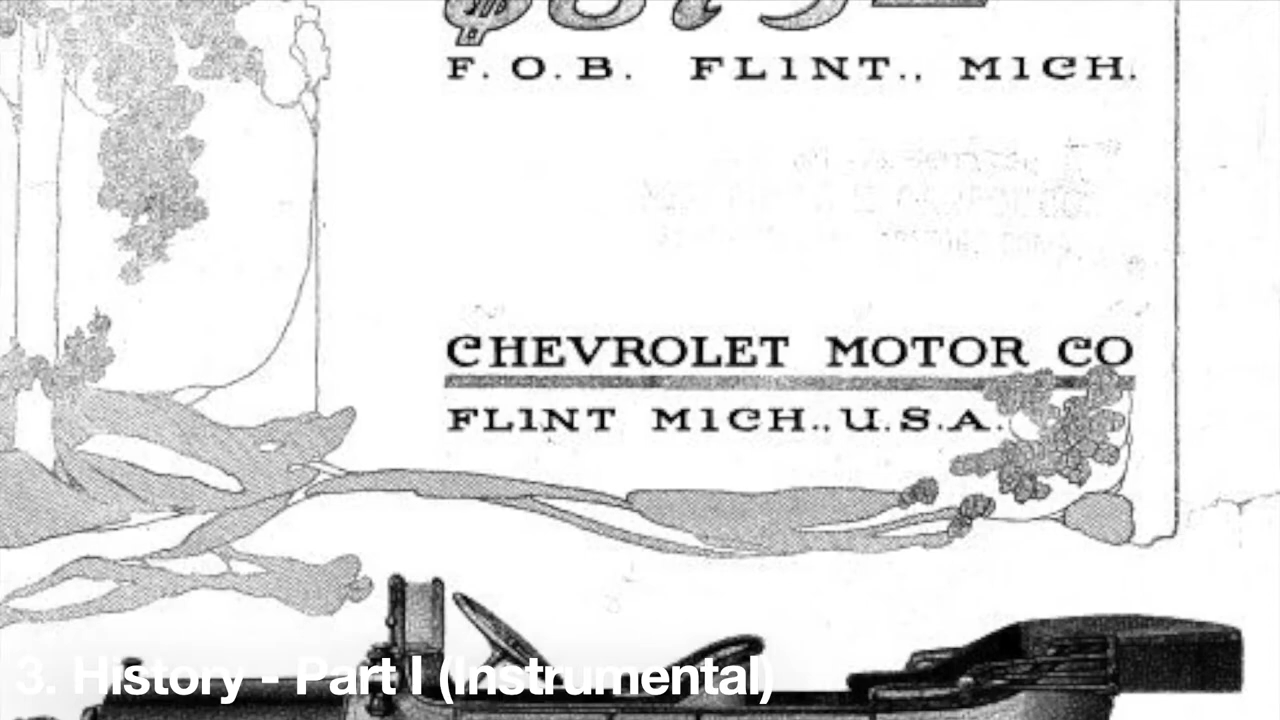 F. O. B. FLINT., MICH.
CHEVROLET MOTOR CO
FLINT MICH., U.S.A.
3. History - Part I (Instrumental)